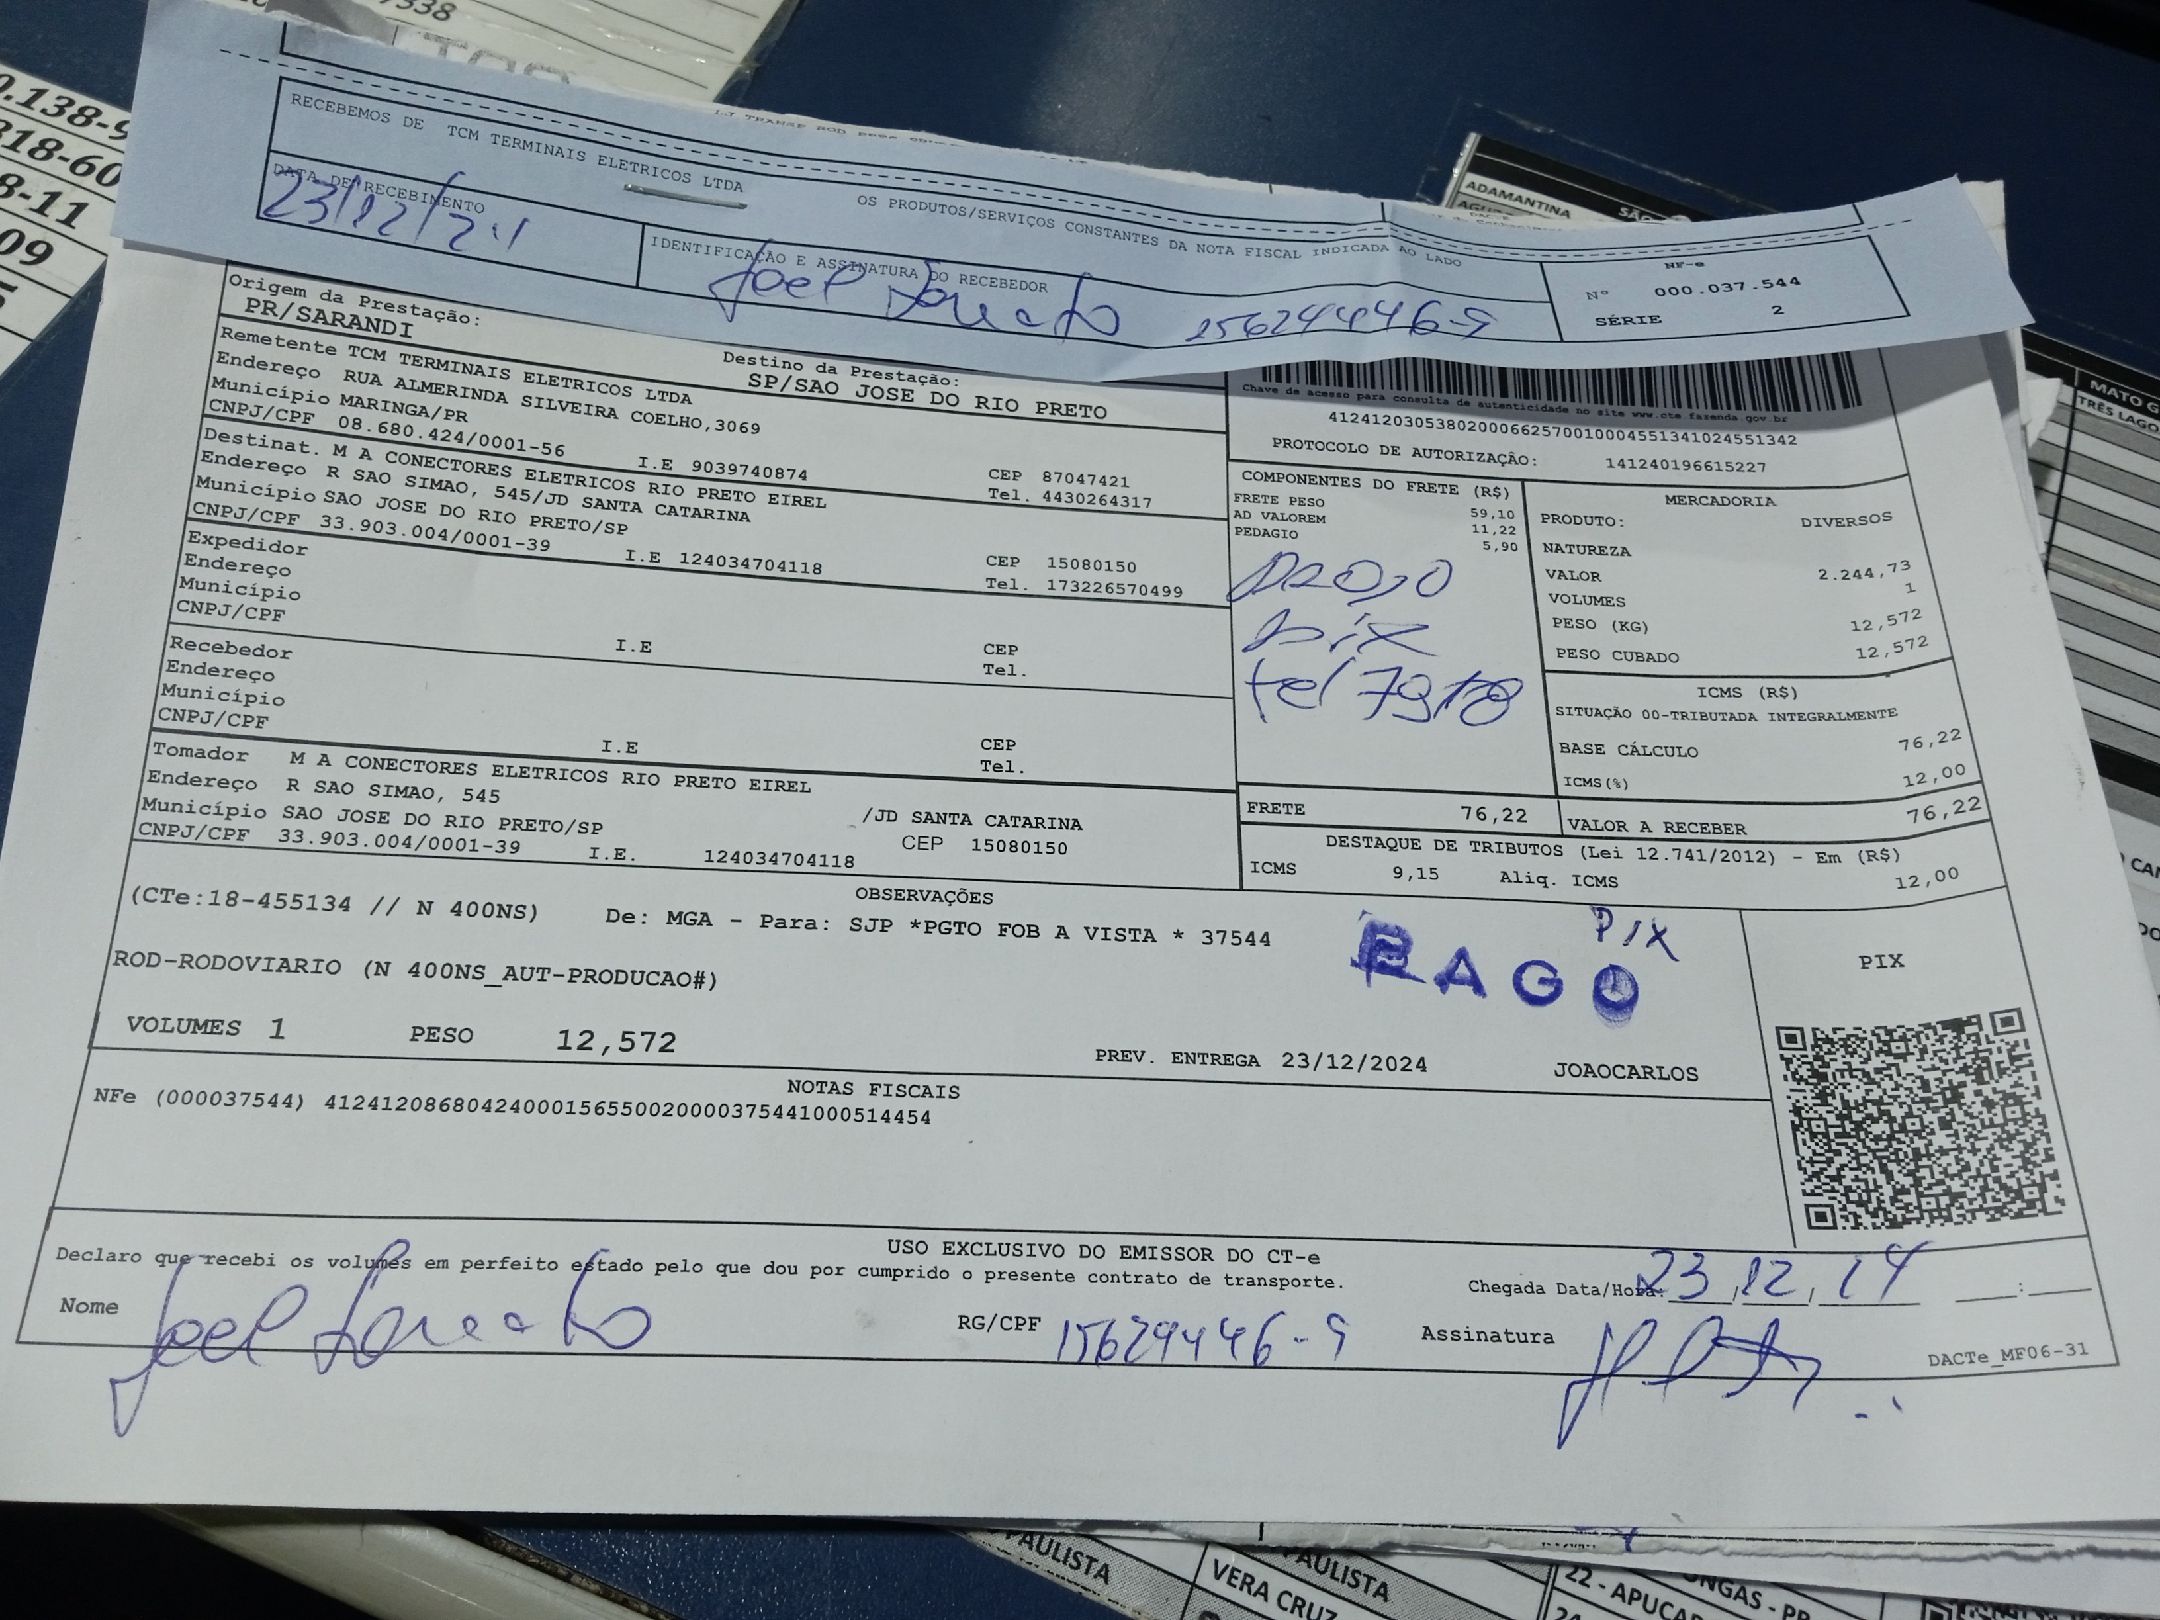 RECEBEMOS DE TCM TERMINAIS ELETRICOS LTDA OS PRODUTOS/SERVIÇOS CONSTANTES DA NOTA FISCAL INDICADA AO LADO
DATA DE RECEBIMENTO
23/12/24
IDENTIFICAÇÃO E ASSINATURA DO RECEBEDOR
Joel Donato 15629446-9
NF-e
Nº 000.037.544
SÉRIE 2
Origem da Prestação:
PR/SARANDI
Destino da Prestação:
SP/SAO JOSE DO RIO PRETO
Remetente TCM TERMINAIS ELETRICOS LTDA
Endereço RUA ALMERINDA SILVEIRA COELHO,3069
Município MARINGA/PR CEP 87047421
CNPJ/CPF 08.680.424/0001-56 I.E 9039740874 Tel. 4430264317
Destinat. M A CONECTORES ELETRICOS RIO PRETO EIREL
Endereço R SAO SIMAO, 545/JD SANTA CATARINA
Município SAO JOSE DO RIO PRETO/SP CEP 15080150
CNPJ/CPF 33.903.004/0001-39 I.E 124034704118 Tel. 173226570499
Expedidor
Endereço
Município CEP
CNPJ/CPF I.E Tel.
Recebedor
Endereço
Município CEP
CNPJ/CPF I.E Tel.
Tomador M A CONECTORES ELETRICOS RIO PRETO EIREL
Endereço R SAO SIMAO, 545 /JD SANTA CATARINA
Município SAO JOSE DO RIO PRETO/SP CEP 15080150
CNPJ/CPF 33.903.004/0001-39 I.E. 124034704118
Chave de acesso para consulta de autenticidade no site www.cte.fazenda.gov.br
41241203053802000662570010004551341024551342
PROTOCOLO DE AUTORIZAÇÃO: 141240196615227
COMPONENTES DO FRETE (R$)
FRETE PESO 59,10
AD VALOREM 11,22
PEDAGIO 5,90
pix
tel 7918
MERCADORIA
PRODUTO: DIVERSOS
NATUREZA
VALOR 2.244,73
VOLUMES 1
PESO (KG) 12,572
PESO CUBADO 12,572
ICMS (R$)
SITUAÇÃO 00-TRIBUTADA INTEGRALMENTE
BASE CÁLCULO 76,22
ICMS(%) 12,00
FRETE 76,22 VALOR A RECEBER 76,22
DESTAQUE DE TRIBUTOS (Lei 12.741/2012) - Em (R$)
ICMS 9,15 Aliq. ICMS 12,00
OBSERVAÇÕES
(CTe:18-455134 // N 400NS) De: MGA - Para: SJP *PGTO FOB A VISTA * 37544
ROD-RODOVIARIO (N 400NS_AUT-PRODUCAO#)
PIX
PAGO
PIX
VOLUMES 1 PESO 12,572
PREV. ENTREGA 23/12/2024 JOAOCARLOS
NOTAS FISCAIS
NFe (000037544) 41241208680424000156550020000375441000514454
USO EXCLUSIVO DO EMISSOR DO CT-e
Declaro que recebi os volumes em perfeito estado pelo que dou por cumprido o presente contrato de transporte.
Chegada Data/Hora: 23,12,24 :
Nome Joel Donato
RG/CPF 15629446-9
Assinatura
DACTe_MF06-31
ADAMANTINA
TRÊS LAGO
PAULISTA
VERA CRUZ
PAULISTA
22 - APUCAR